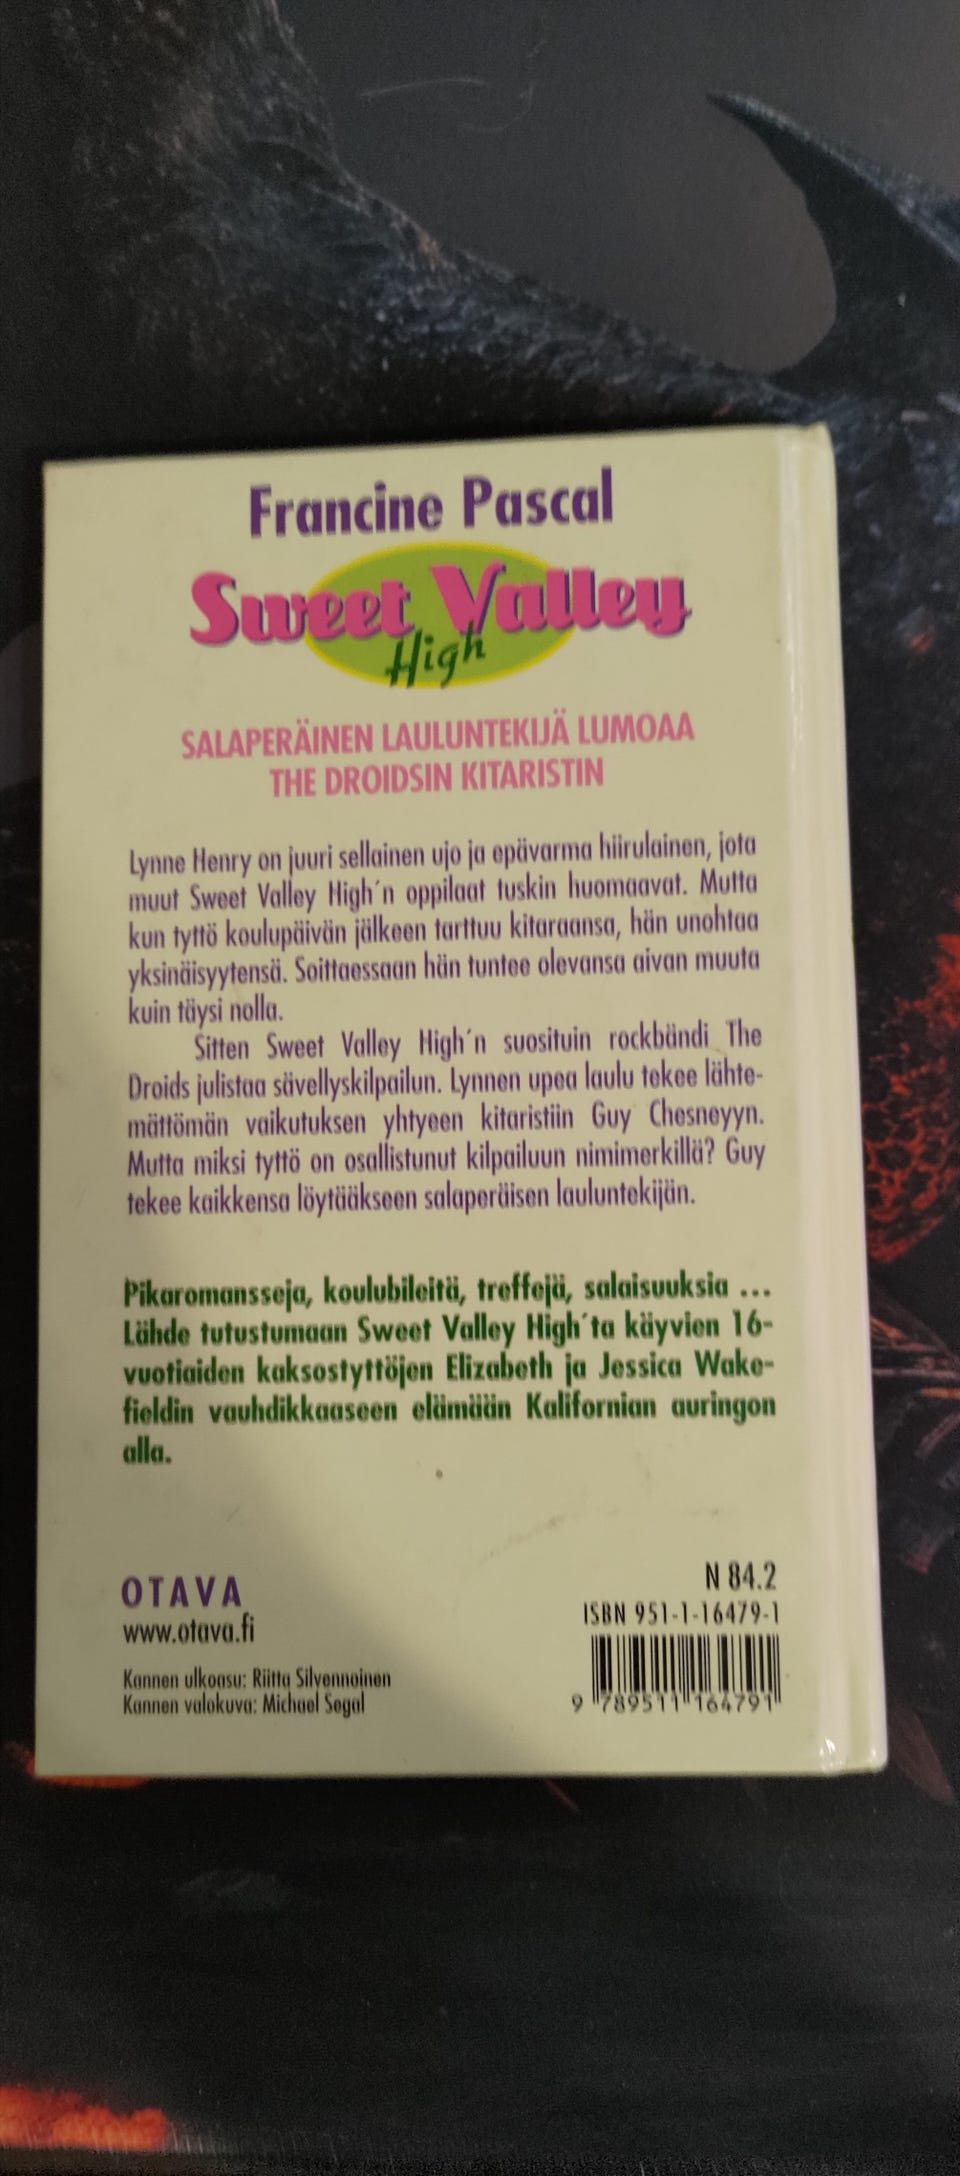 Francine Pascal
Sweet Valley
High
SALAPERÄINEN LAULUNTEKIJÄ LUMOAA
THE DROIDSIN KITARISTIN
Lynne Henry on juuri sellainen ujo ja epävarma hiirulainen, jota
muut Sweet Valley High´n oppilaat tuskin huomaavat. Mutta
kun tyttö koulupäivän jälkeen tarttuu kitaraansa, hän unohtaa
yksinäisyytensä. Soittaessaan hän tuntee olevansa aivan muuta
kuin täysi nolla.
Sitten Sweet Valley High´n suosituin rockbändi The
Droids julistaa sävellyskilpailun. Lynnen upea laulu tekee lähte-
mättömän vaikutuksen yhtyeen kitaristiin Guy Chesneyyn.
Mutta miksi tyttö on osallistunut kilpailuun nimimerkillä? Guy
tekee kaikkensa löytääkseen salaperäisen lauluntekijän.
Pikaromansseja, koulubileitä, treffejä, salaisuuksia ...
Lähde tutustumaan Sweet Valley High´ta käyvien 16-
vuotiaiden kaksostyttöjen Elizabeth ja Jessica Wake-
fieldin vauhdikkaaseen elämään Kalifornian auringon
alla.
OTAVA
www.otava.fi
Kannen ulkoasu: Riitta Silvennoinen
Kannen valokuva: Michael Segal
N 84.2
ISBN 951-1-16479-1
9 789511 164791